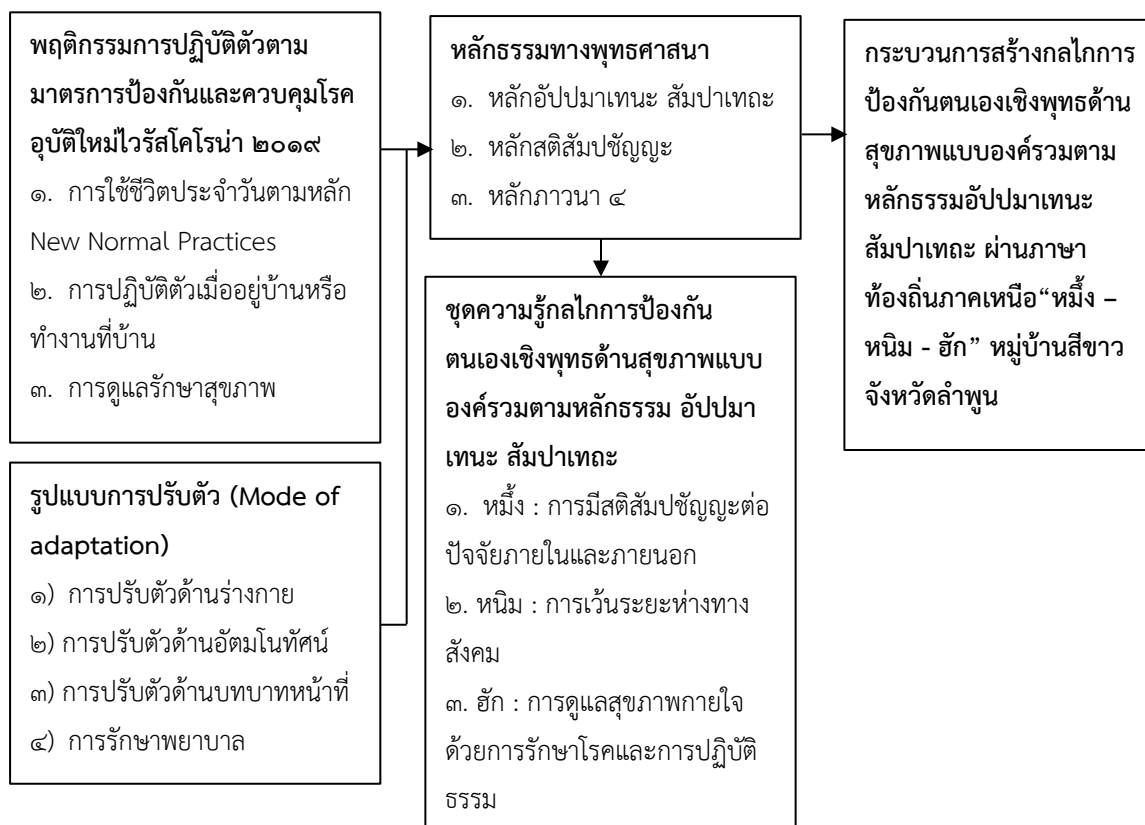 พฤติกรรมการปฏิบัติตัวตาม
มาตรการป้องกันและควบคุมโรค
อุบัติใหม่ไวรัสโคโรน่า ๒๐๑๙
๑. การใช้ชีวิตประจำวันตามหลัก
New Normal Practices
๒. การปฏิบัติตัวเมื่ออยู่บ้านหรือ
ทำงานที่บ้าน
๓. การดูแลรักษาสุขภาพ
รูปแบบการปรับตัว (Mode of
adaptation)
๑) การปรับตัวด้านร่างกาย
๒) การปรับตัวด้านอัตมโนทัศน์
๓) การปรับตัวด้านบทบาทหน้าที่
๔) การรักษาพยาบาล
หลักธรรมทางพุทธศาสนา
๑. หลักอัปปมาเทนะ สัมปาเทถะ
๒. หลักสติสัมปชัญญะ
๓. หลักภาวนา ๔
ชุดความรู้กลไกการป้องกัน
ตนเองเชิงพุทธด้านสุขภาพแบบ
องค์รวมตามหลักธรรม อัปปมา
เทนะ สัมปาเทถะ
๑. หมิ้ง : การมีสติสัมปชัญญะต่อ
ปัจจัยภายในและภายนอก
๒. หนิม : การเว้นระยะห่างทาง
สังคม
๓. ฮัก : การดูแลสุขภาพกายใจ
ด้วยการรักษาโรคและการปฏิบัติ
ธรรม
กระบวนการสร้างกลไกการ
ป้องกันตนเองเชิงพุทธด้าน
สุขภาพแบบองค์รวมตาม
หลักธรรมอัปปมาเทนะ
สัมปาเทถะ ผ่านภาษา
ท้องถิ่นภาคเหนือ“หมิ้ง –
หนิม - ฮัก” หมู่บ้านสีขาว
จังหวัดลำพูน